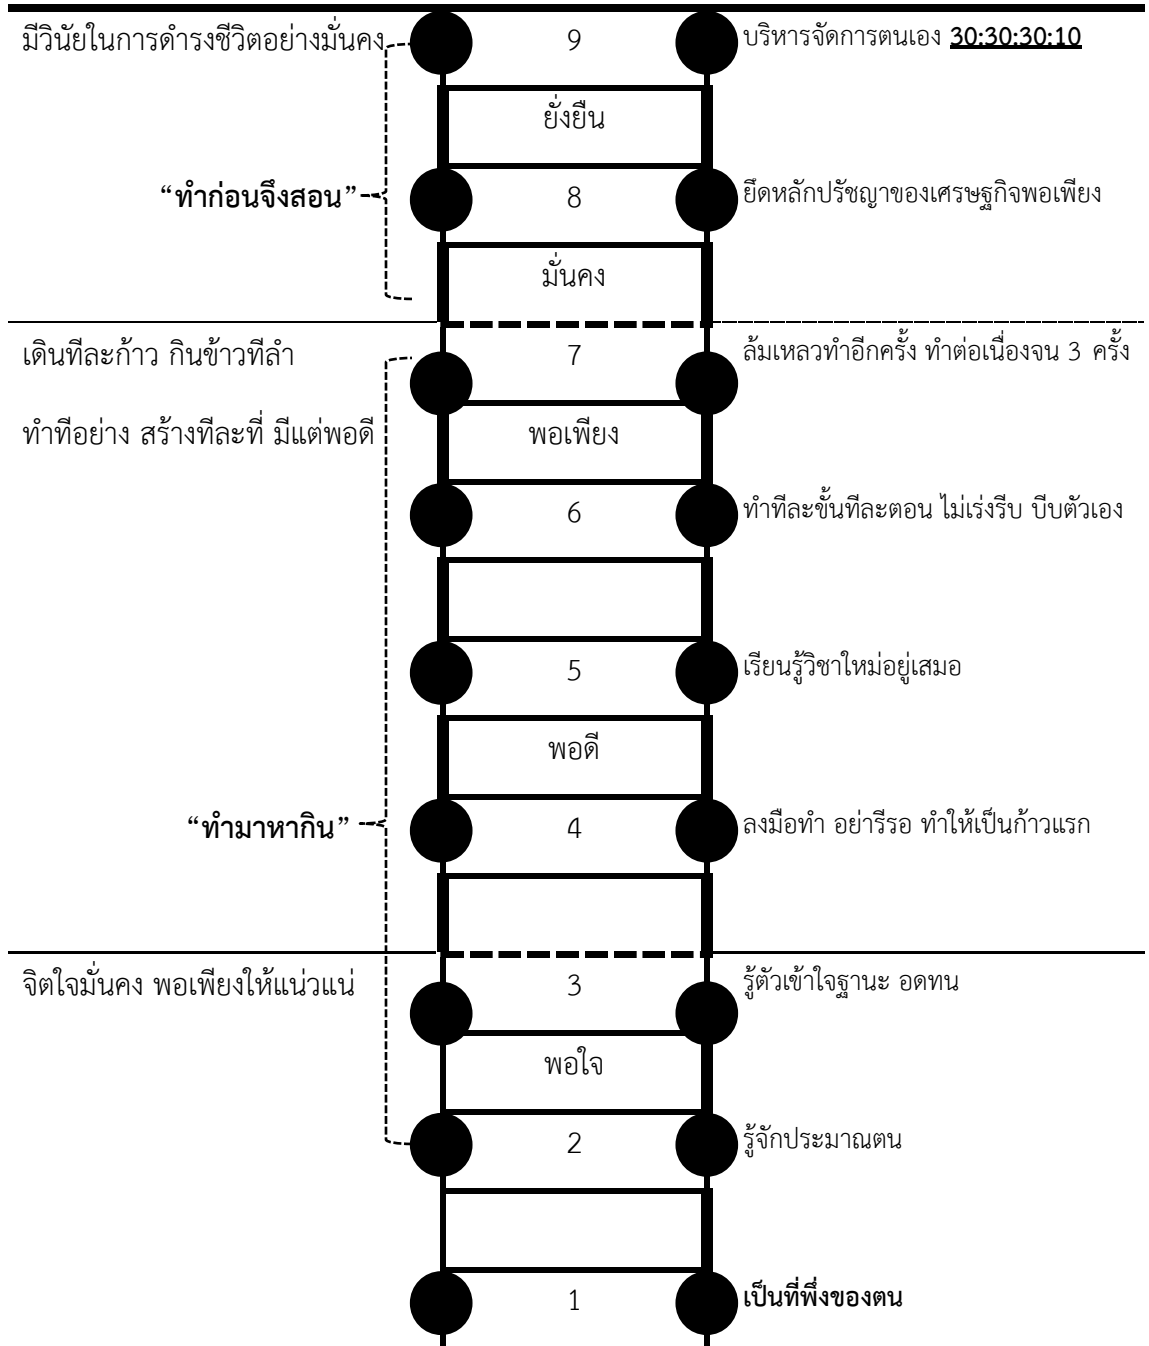 มีวินัยในการดำรงชีวิตอย่างมั่นคง 9 บริหารจัดการตนเอง 30:30:30:10
ยั่งยืน
“ทำก่อนจึงสอน” 8 ยึดหลักปรัชญาของเศรษฐกิจพอเพียง
มั่นคง
เดินทีละก้าว กินข้าวทีลำ 7 ล้มเหลวทำอีกครั้ง ทำต่อเนื่องจน 3 ครั้ง
ทำทีอย่าง สร้างทีละที่ มีแต่พอดี พอเพียง
6 ทำทีละขั้นทีละตอน ไม่เร่งรีบ บีบตัวเอง
5 เรียนรู้วิชาใหม่อยู่เสมอ
พอดี
“ทำมาหากิน” 4 ลงมือทำ อย่ารีรอ ทำให้เป็นก้าวแรก
จิตใจมั่นคง พอเพียงให้แน่วแน่ 3 รู้ตัวเข้าใจฐานะ อดทน
พอใจ
2 รู้จักประมาณตน
1 เป็นที่พึ่งของตน